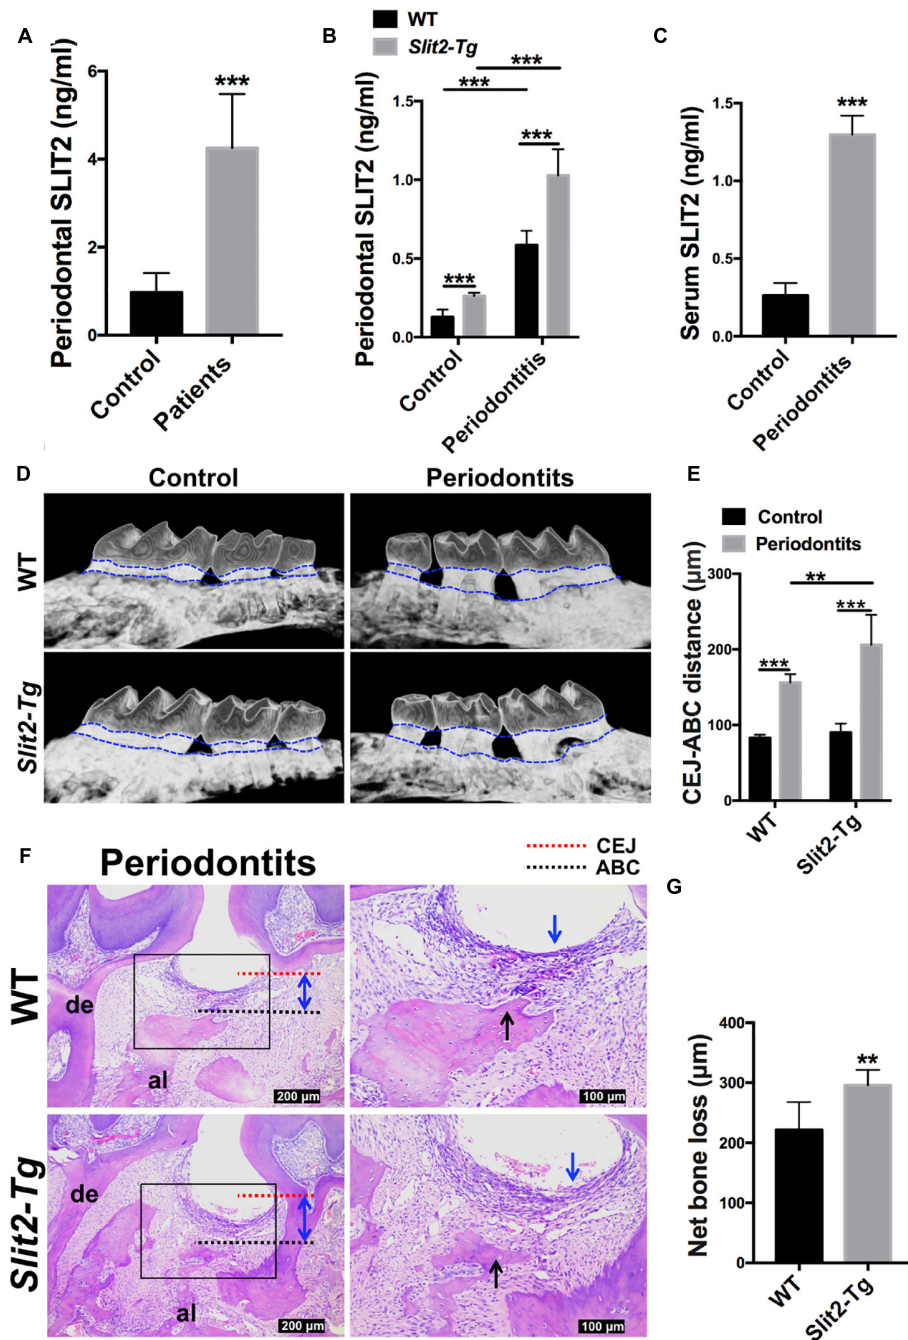 A
Periodontal SLIT2 (ng/ml)
6
4
2
0
***
Control
Patients
B
WT
Slit2-Tg
Periodontal SLIT2 (ng/ml)
1.5
1.0
0.5
0.0
***
***
***
***
Control
Periodontitis
C
Serum SLIT2 (ng/ml)
1.5
1.0
0.5
0.0
***
Control
Periodontits
D
Control
Periodontits
WT
Slit2-Tg
E
Control
Periodontits
CEJ-ABC distance (μm)
300
200
100
0
**
***
***
WT
Slit2-Tg
F
Periodontits
CEJ
ABC
WT
de
al
200 μm
100 μm
Slit2-Tg
de
al
200 μm
100 μm
G
Net bone loss (μm)
400
300
200
100
0
**
WT
Slit2-Tg